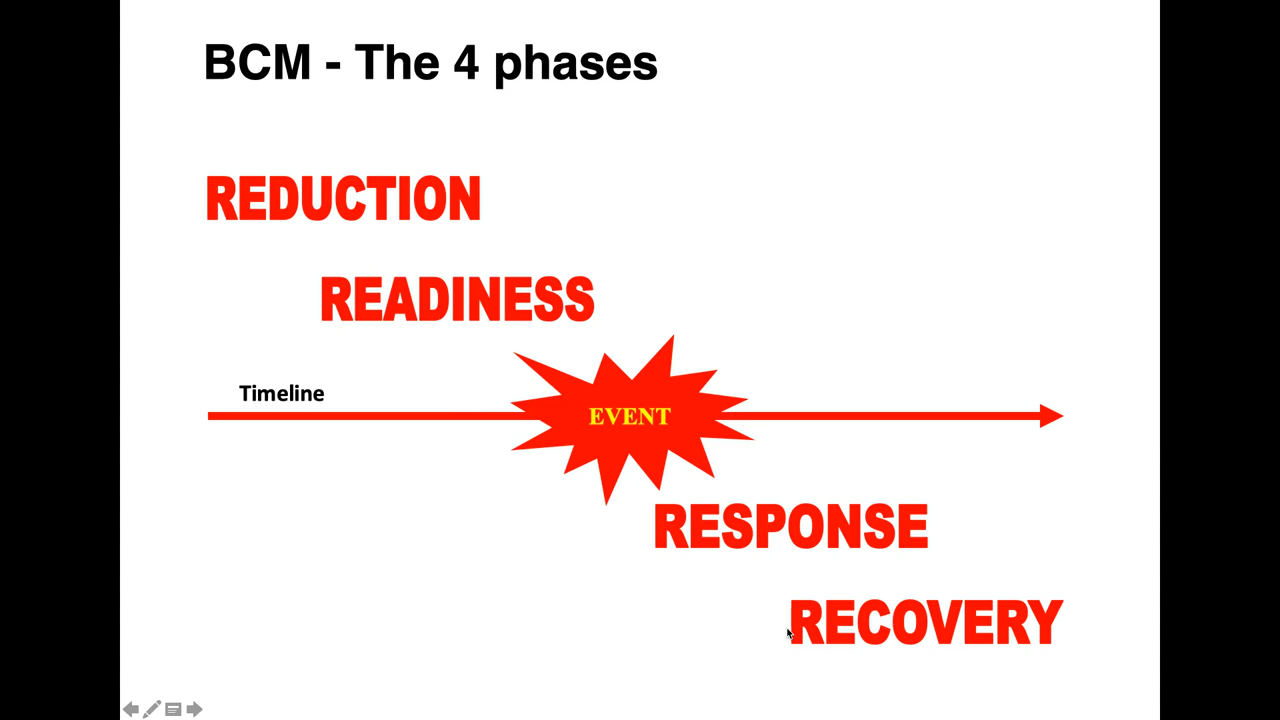 BCM - The 4 phases
REDUCTION
READINESS
Timeline
EVENT
RESPONSE
RECOVERY